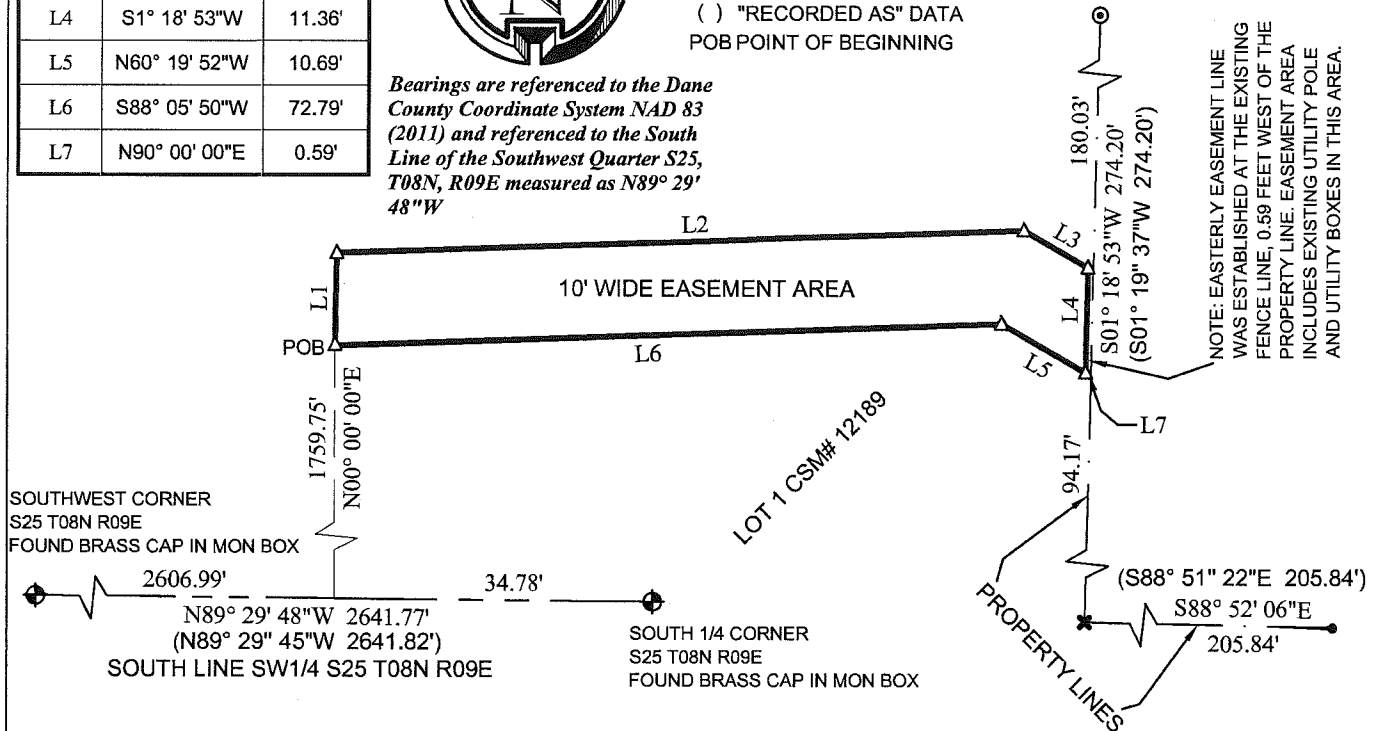 L4 S1° 18' 53"W 11.36'
L5 N60° 19' 52"W 10.69'
L6 S88° 05' 50"W 72.79'
L7 N90° 00' 00"E 0.59'
( ) "RECORDED AS" DATA
POB POINT OF BEGINNING
Bearings are referenced to the Dane
County Coordinate System NAD 83
(2011) and referenced to the South
Line of the Southwest Quarter S25,
T08N, R09E measured as N89° 29'
48"W
180.03'
S01° 18' 53"W 274.20'
(S01° 19" 37"W 274.20')
NOTE: EASTERLY EASEMENT LINE
WAS ESTABLISHED AT THE EXISTING
FENCE LINE, 0.59 FEET WEST OF THE
PROPERTY LINE. EASEMENT AREA
INCLUDES EXISTING UTILITY POLE
AND UTILITY BOXES IN THIS AREA.
L2
L3
L1
10' WIDE EASEMENT AREA
L4
POB
L6
L5
L7
1759.75'
N00° 00' 00"E
LOT 1 CSM# 12189
94.17'
SOUTHWEST CORNER
S25 T08N R09E
FOUND BRASS CAP IN MON BOX
2606.99'
34.78'
N89° 29' 48"W 2641.77'
(N89° 29" 45"W 2641.82')
SOUTH LINE SW1/4 S25 T08N R09E
SOUTH 1/4 CORNER
S25 T08N R09E
FOUND BRASS CAP IN MON BOX
PROPERTY LINES
(S88° 51" 22"E 205.84')
S88° 52' 06"E
205.84'